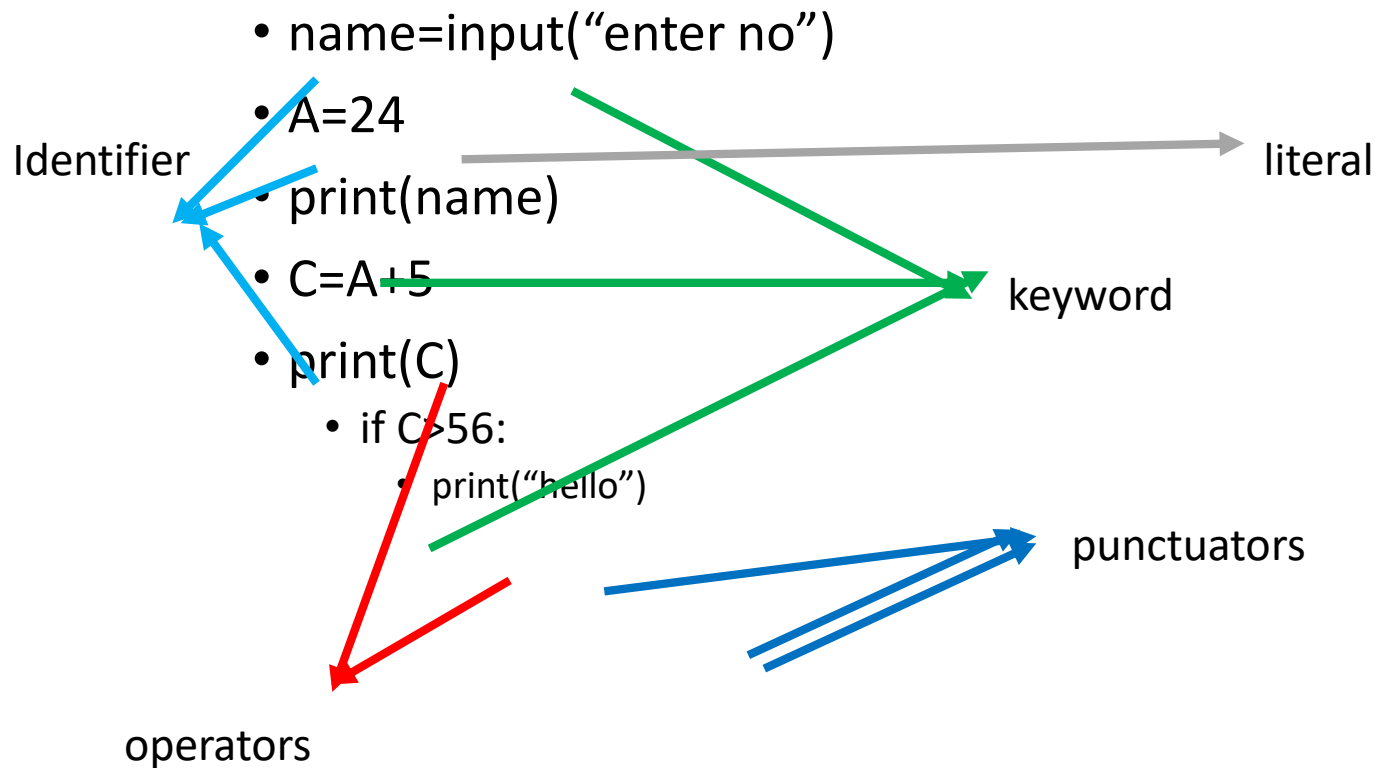 • name=input(“enter no”)
• A=24
Identifier
literal
• print(name)
• C=A+5
keyword
• print(C)
• if C>56:
• print(“hello”)
punctuators
operators